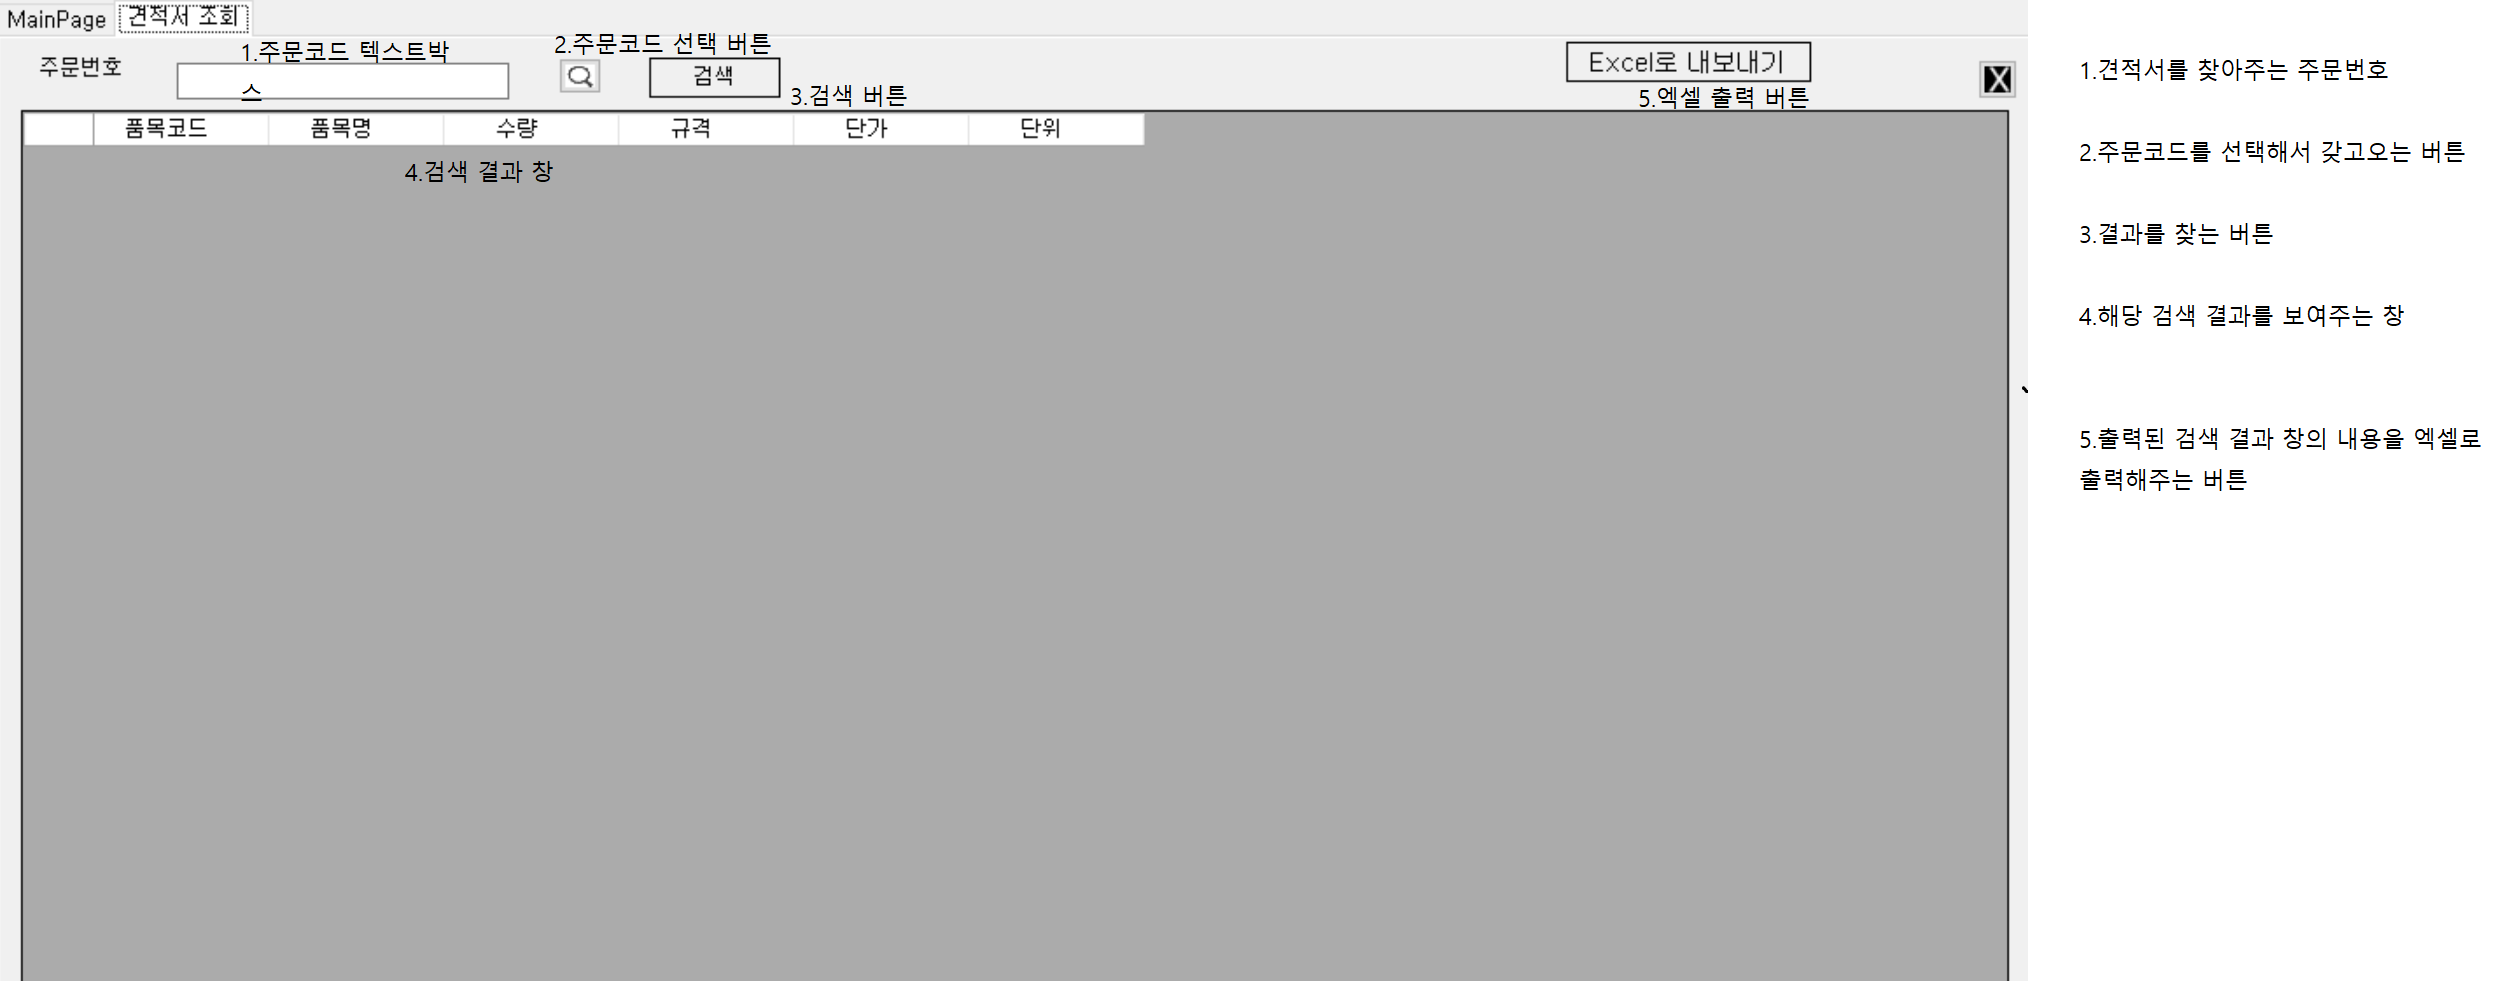 MainPage
견적서 조회
주문번호
1.주문코드 텍스트박
스
2.주문코드 선택 버튼
검색
3.검색 버튼
Excel로 내보내기
5.엑셀 출력 버튼
X
품목코드 품목명 수량 규격 단가 단위
4.검색 결과 창
1.견적서를 찾아주는 주문번호
2.주문코드를 선택해서 갖고오는 버튼
3.결과를 찾는 버튼
4.해당 검색 결과를 보여주는 창
5.출력된 검색 결과 창의 내용을 엑셀로
출력해주는 버튼